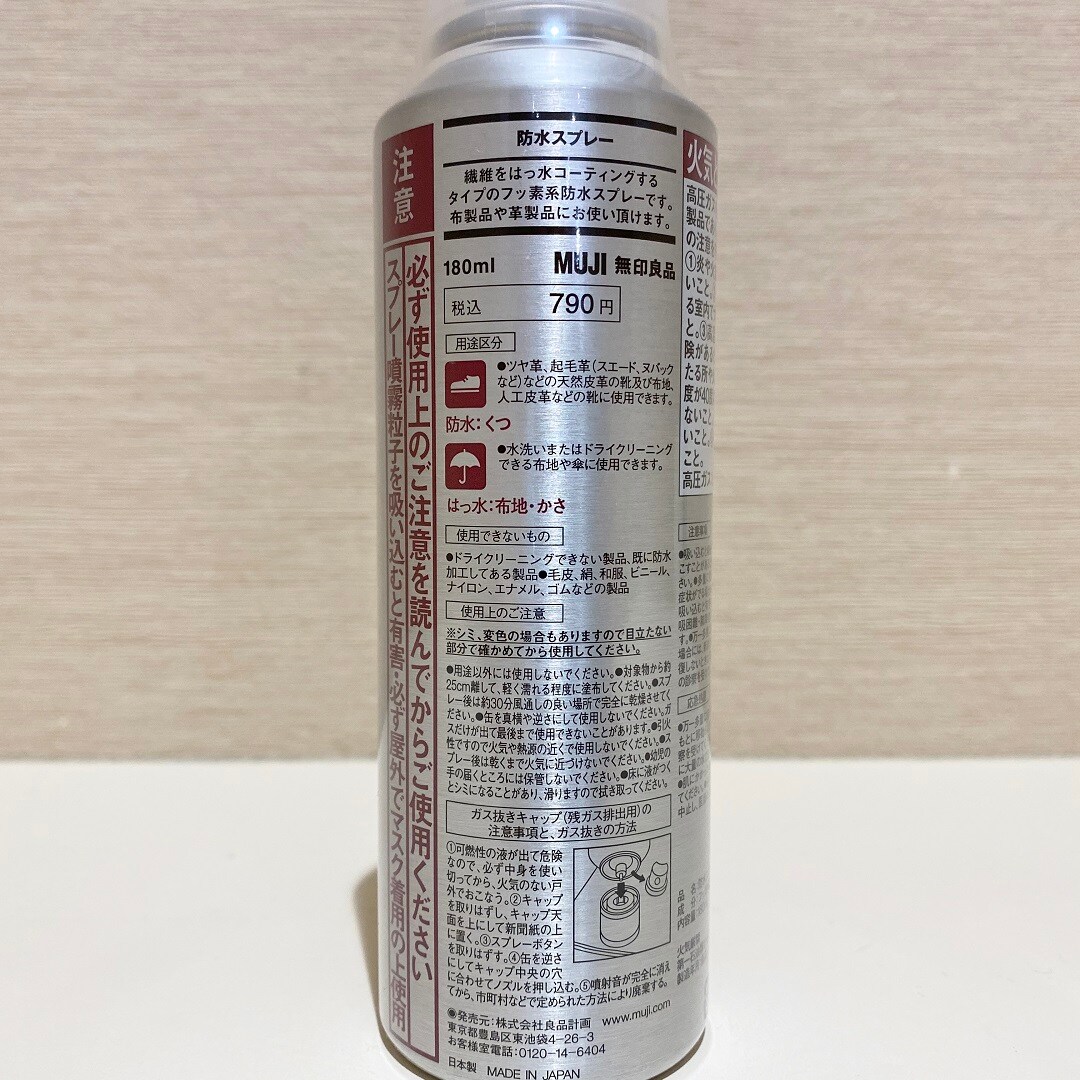 注意
必ず使用上のご注意を読んでからご使用ください
スプレー噴霧粒子を吸い込むと有害・必ず屋外でマスク着用の上使用
防水スプレー
繊維をはっ水コーティングする
タイプのフッ素系防水スプレーです。
布製品や革製品にお使い頂けます。
180ml MUJI 無印良品
税込 790円
用途区分
●ツヤ革、起毛革（スエード、ヌバック
など）などの天然皮革の靴及び布地、
人工皮革などの靴に使用できます。
防水：くつ
●水洗いまたはドライクリーニング
できる布地や傘に使用できます。
はっ水：布地・かさ
使用できないもの
●ドライクリーニングできない製品、既に防水
加工してある製品●毛皮、絹、和服、ビニール、
ナイロン、エナメル、ゴムなどの製品
使用上のご注意
※シミ、変色の場合もありますので目立たない
部分で確かめてから使用してください。
●用途以外には使用しないでください。●対象物から約
25cm離して、軽く濡れる程度に塗布してください。●スプ
レー後は約30分風通しの良い場所で完全に乾燥させてく
ださい。●缶を真横や逆さにして使用しないでください。ガ
スだけが出て最後まで使用できないことがあります。●引火
性ですので火気や熱源の近くで使用しないでください。●ス
プレー後は乾くまで火気に近づけないでください。●幼児の
手の届くところには保管しないでください。●床に液がつく
とシミになることがあり、滑りますので拭き取ってください。
ガス抜きキャップ（残ガス排出用）の
注意事項と、ガス抜きの方法
①可燃性の液が出て危険
なので、必ず中身を使い
切ってから、火気のない戸
外でおこなう。②キャップ
を取りはずし、キャップ天
面を上にして新聞紙の上
に置く。③スプレーボタン
を取りはずす。④缶を逆さ
にしてキャップ中央の穴
に合わせてノズルを押し込む。⑤噴射音が完全に消え
てから、市町村などで定められた方法により廃棄する。
●発売元：株式会社良品計画 www.muji.com
東京都豊島区東池袋4-26-3
お客様室電話：0120-14-6404
日本製 MADE IN JAPAN
火気
高圧ガス
製品で
の注意
①炎や
いこと。
る室内で
と。③高
険がある
たる所や
度が40
ないこと
いこと。
こと。
高圧ガス